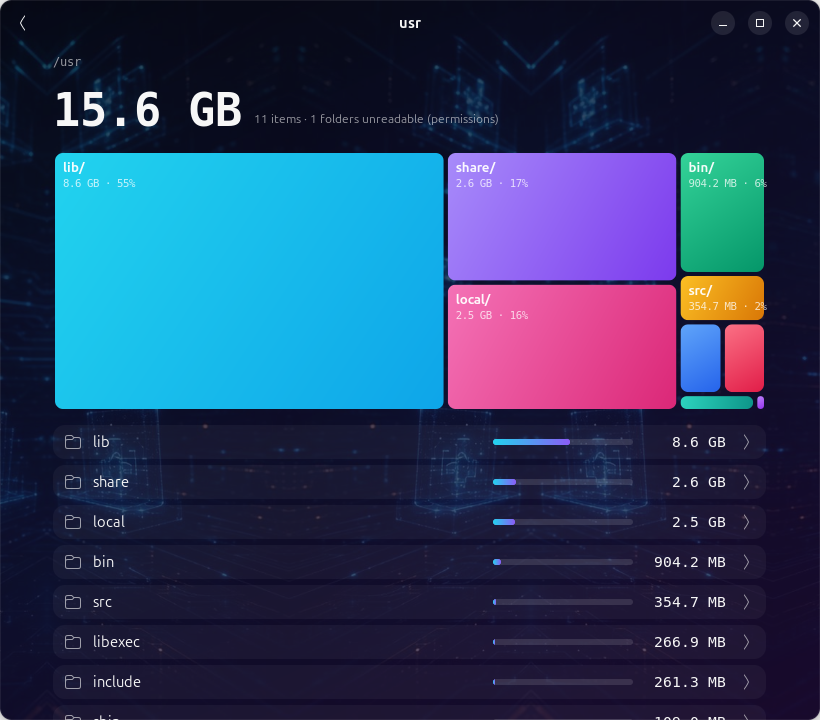 usr
/usr
15.6 GB 11 items · 1 folders unreadable (permissions)
lib/
8.6 GB · 55%
share/
2.6 GB · 17%
local/
2.5 GB · 16%
bin/
904.2 MB · 6%
src/
354.7 MB · 2%
lib 8.6 GB
share 2.6 GB
local 2.5 GB
bin 904.2 MB
src 354.7 MB
libexec 266.9 MB
include 261.3 MB